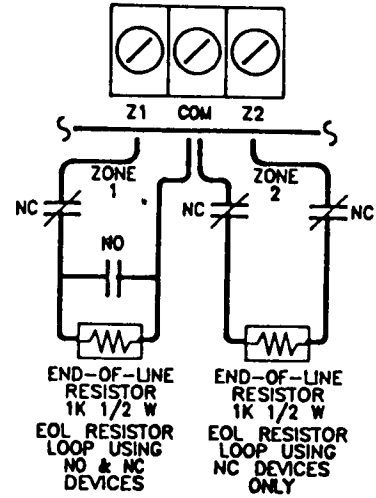 Z1 COM Z2
ZONE 1
ZONE 2
NC
NC
NC
NO
END-OF-LINE
RESISTOR
1K 1/2 W
EOL RESISTOR
LOOP USING
NO & NC
DEVICES
END-OF-LINE
RESISTOR
1K 1/2 W
EOL RESISTOR
LOOP USING
NC DEVICES
ONLY